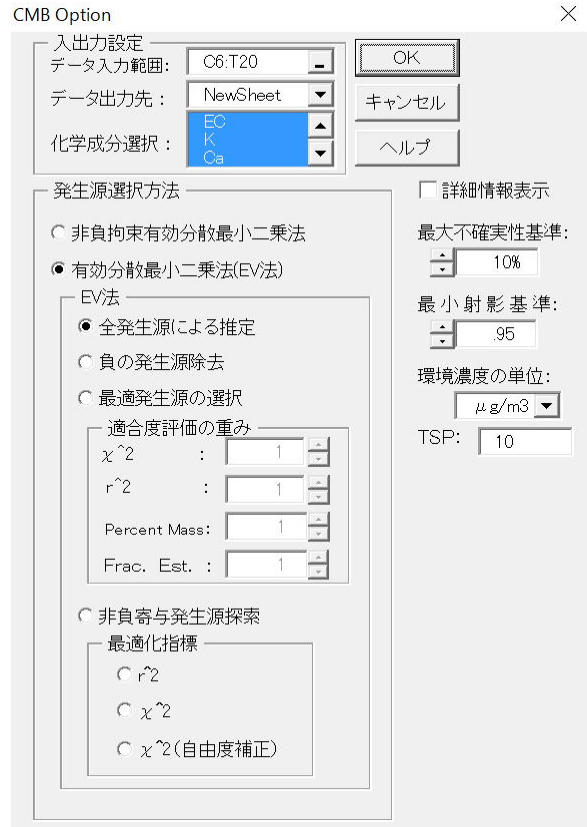 CMB Option
入出力設定
データ入力範囲: C6:T20 _
OK
データ出力先 : NewSheet
キャンセル
化学成分選択 : EC
K
Ca
ヘルプ
発生源選択方法
詳細情報表示
非負拘束有効分散最小二乗法
最大不確実性基準:
10%
有効分散最小二乗法(EV法)
EV法
最小射影基準:
.95
全発生源による推定
負の発生源除去
環境濃度の単位:
μg/m3
最適発生源の選択
TSP: 10
適合度評価の重み
χ^2 : 1
r^2 : 1
Percent Mass: 1
Frac. Est. : 1
非負寄与発生源探索
最適化指標
r^2
χ^2
χ^2(自由度補正)